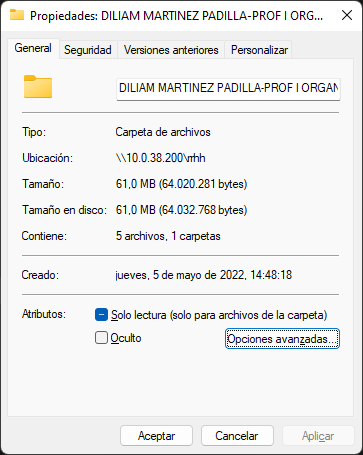 Propiedades: DILIAM MARTINEZ PADILLA-PROF I ORG...
General Seguridad Versiones anteriores Personalizar
DILIAM MARTINEZ PADILLA-PROF I ORGAN
Tipo: Carpeta de archivos
Ubicación: \\10.0.38.200\rrhh
Tamaño: 61,0 MB (64.020.281 bytes)
Tamaño en disco: 61,0 MB (64.032.768 bytes)
Contiene: 5 archivos, 1 carpetas
Creado: jueves, 5 de mayo de 2022, 14:48:18
Atributos: Solo lectura (solo para archivos de la carpeta)
Oculto Opciones avanzadas...
Aceptar Cancelar Aplicar